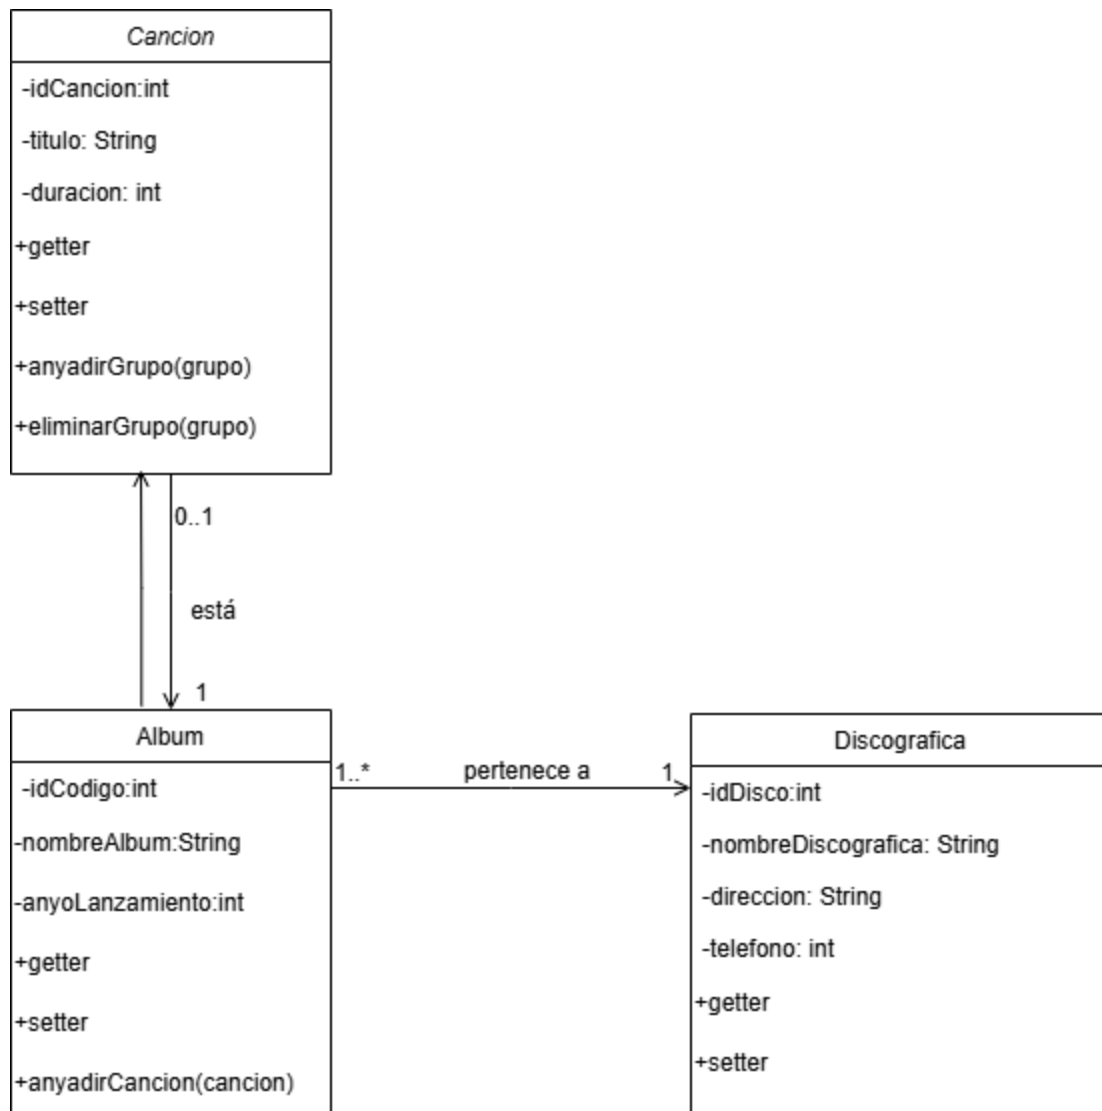 Cancion
-idCancion:int
-titulo: String
-duracion: int
+getter
+setter
+anyadirGrupo(grupo)
+eliminarGrupo(grupo)
0..1
está
1
Album
-idCodigo:int
-nombreAlbum:String
-anyoLanzamiento:int
+getter
+setter
+anyadirCancion(cancion)
1..*
pertenece a
1
Discografica
-idDisco:int
-nombreDiscografica: String
-direccion: String
-telefono: int
+getter
+setter